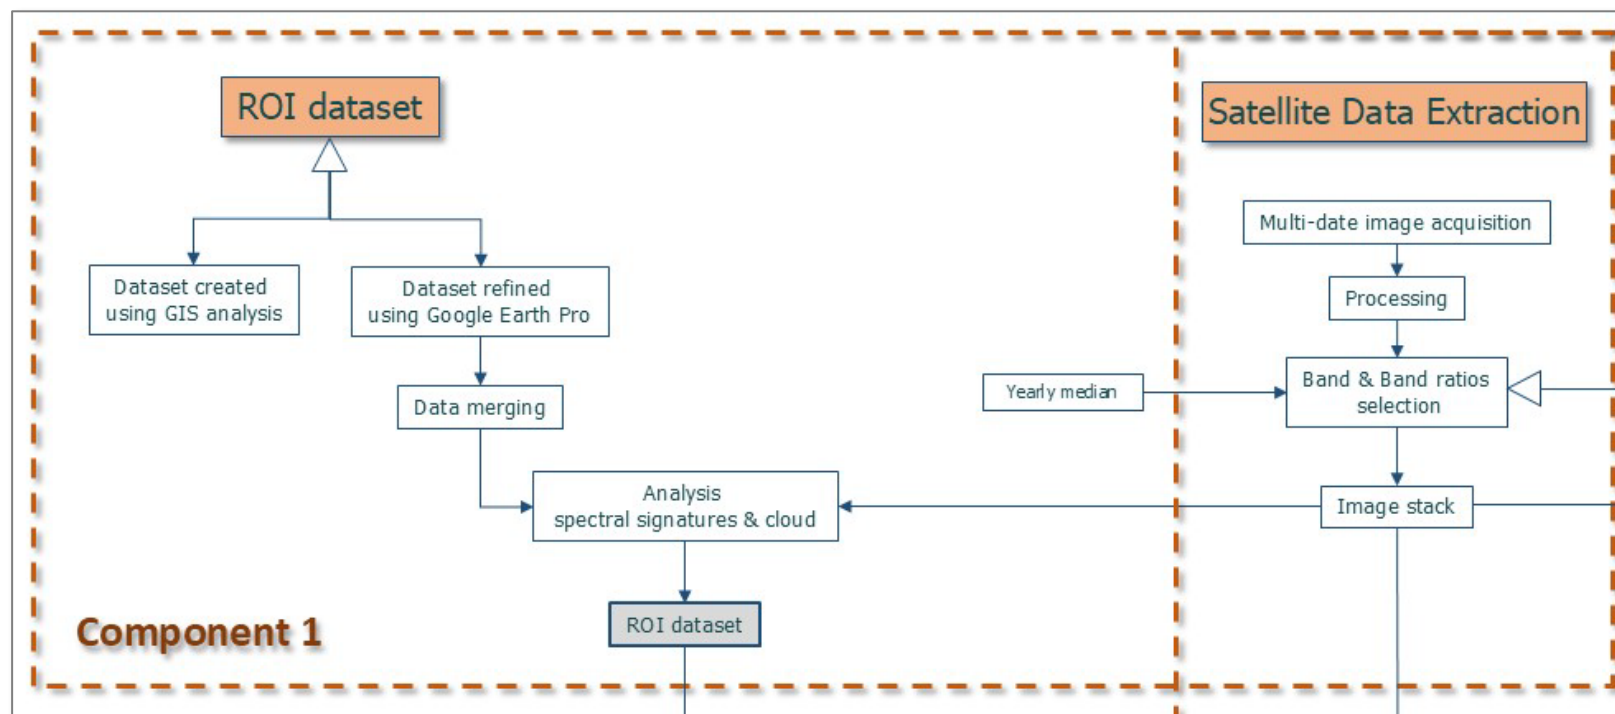 ROI dataset
Satellite Data Extraction
Multi-date image acquisition
Dataset created
using GIS analysis
Dataset refined
using Google Earth Pro
Processing
Data merging
Yearly median
Band & Band ratios
selection
Analysis
spectral signatures & cloud
Image stack
ROI dataset
Component 1